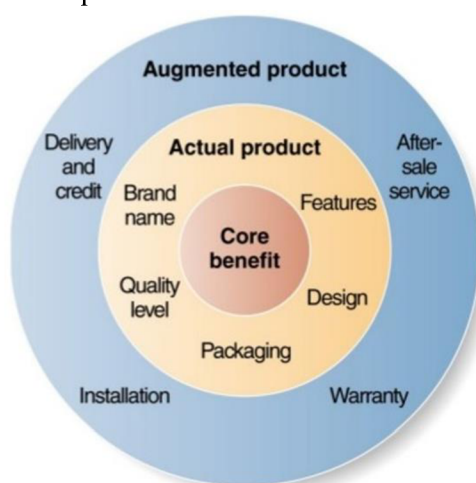 Augmented product
Delivery
and
credit
After-
sale
service
Actual product
Brand
name
Features
Core
benefit
Quality
level
Design
Packaging
Installation
Warranty